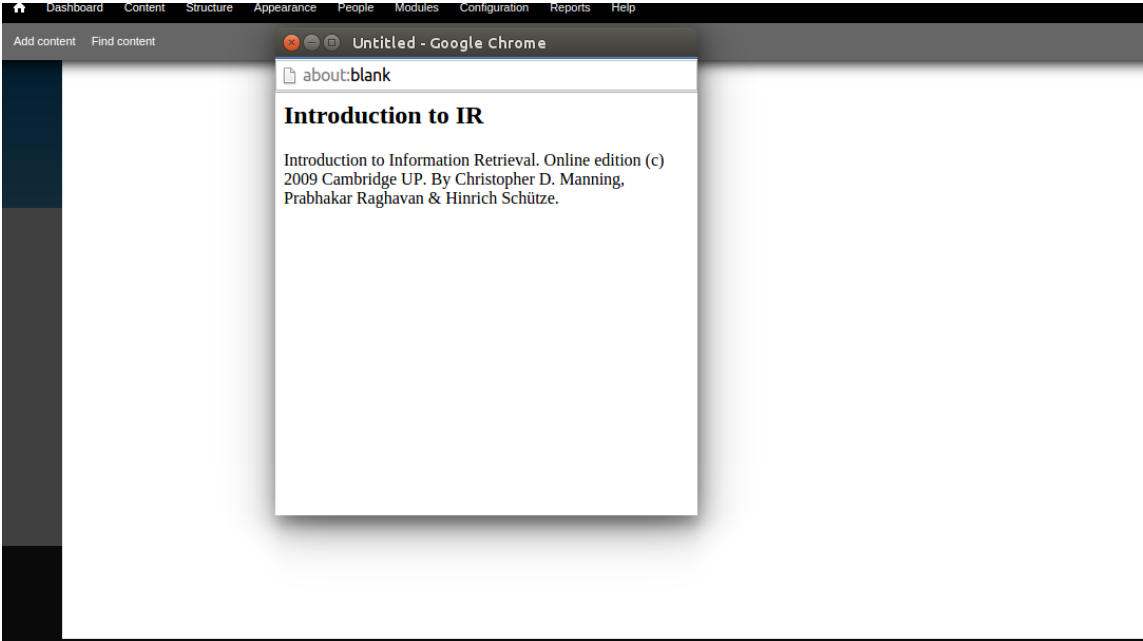 Dashboard Content Structure Appearance People Modules Configuration Reports Help
Add content Find content
Untitled - Google Chrome
about:blank
Introduction to IR
Introduction to Information Retrieval. Online edition (c)
2009 Cambridge UP. By Christopher D. Manning,
Prabhakar Raghavan & Hinrich Schütze.